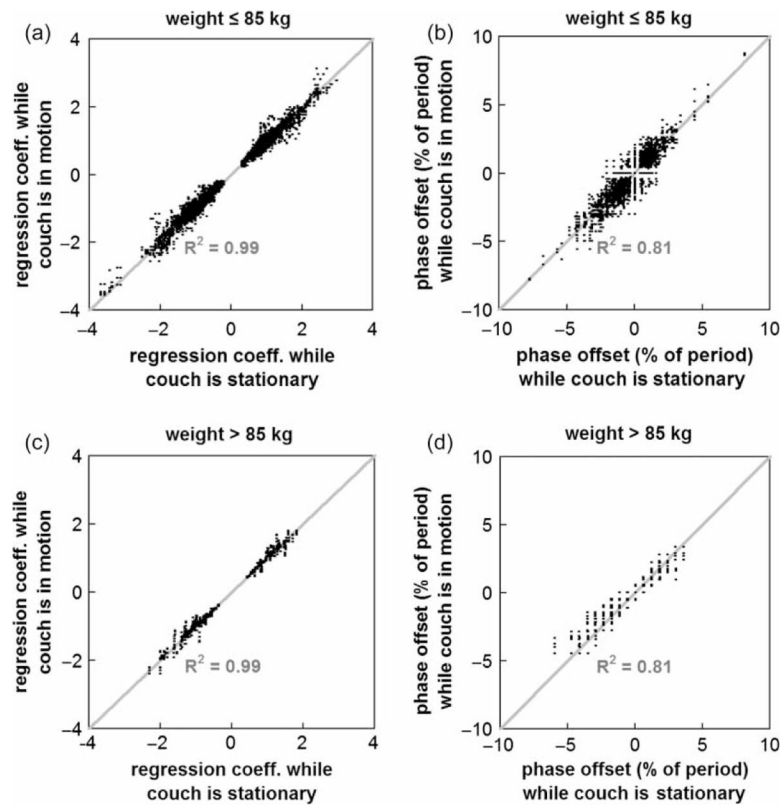 (a)
weight ≤ 85 kg
regression coeff. while
couch is in motion
4
2
0
−2
−4
R² = 0.99
−4 −2 0 2 4
regression coeff. while
couch is stationary
(b)
weight ≤ 85 kg
phase offset (% of period)
while couch is in motion
10
5
0
−5
−10
R² = 0.81
−10 −5 0 5 10
phase offset (% of period)
while couch is stationary
(c)
weight > 85 kg
regression coeff. while
couch is in motion
4
2
0
−2
−4
R² = 0.99
−4 −2 0 2 4
regression coeff. while
couch is stationary
(d)
weight > 85 kg
phase offset (% of period)
while couch is in motion
10
5
0
−5
−10
R² = 0.81
−10 −5 0 5 10
phase offset (% of period)
while couch is stationary